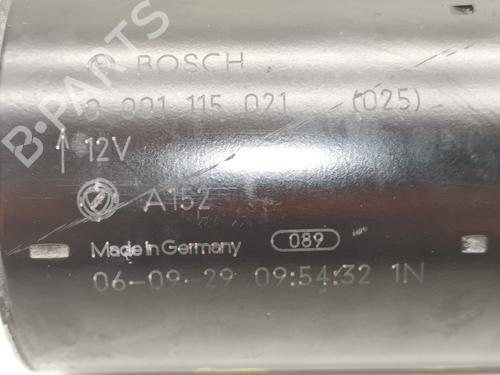 BOSCH
0 001 115 021 (025)
12V
A152
Made in Germany 089
06-09-29 09:54:32 1N
B-PARTS